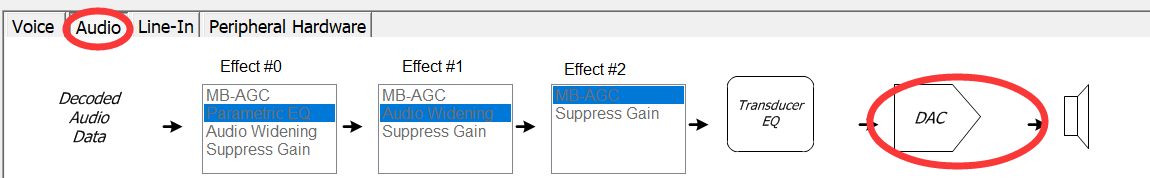 Voice
Audio
Line-In
Peripheral Hardware
Effect #0
Effect #1
Effect #2
Decoded
Audio
Data
MB-AGC
Parametric EQ
Audio Widening
Suppress Gain
MB-AGC
Audio Widening
Suppress Gain
MB-AGC
Suppress Gain
Transducer
EQ
DAC